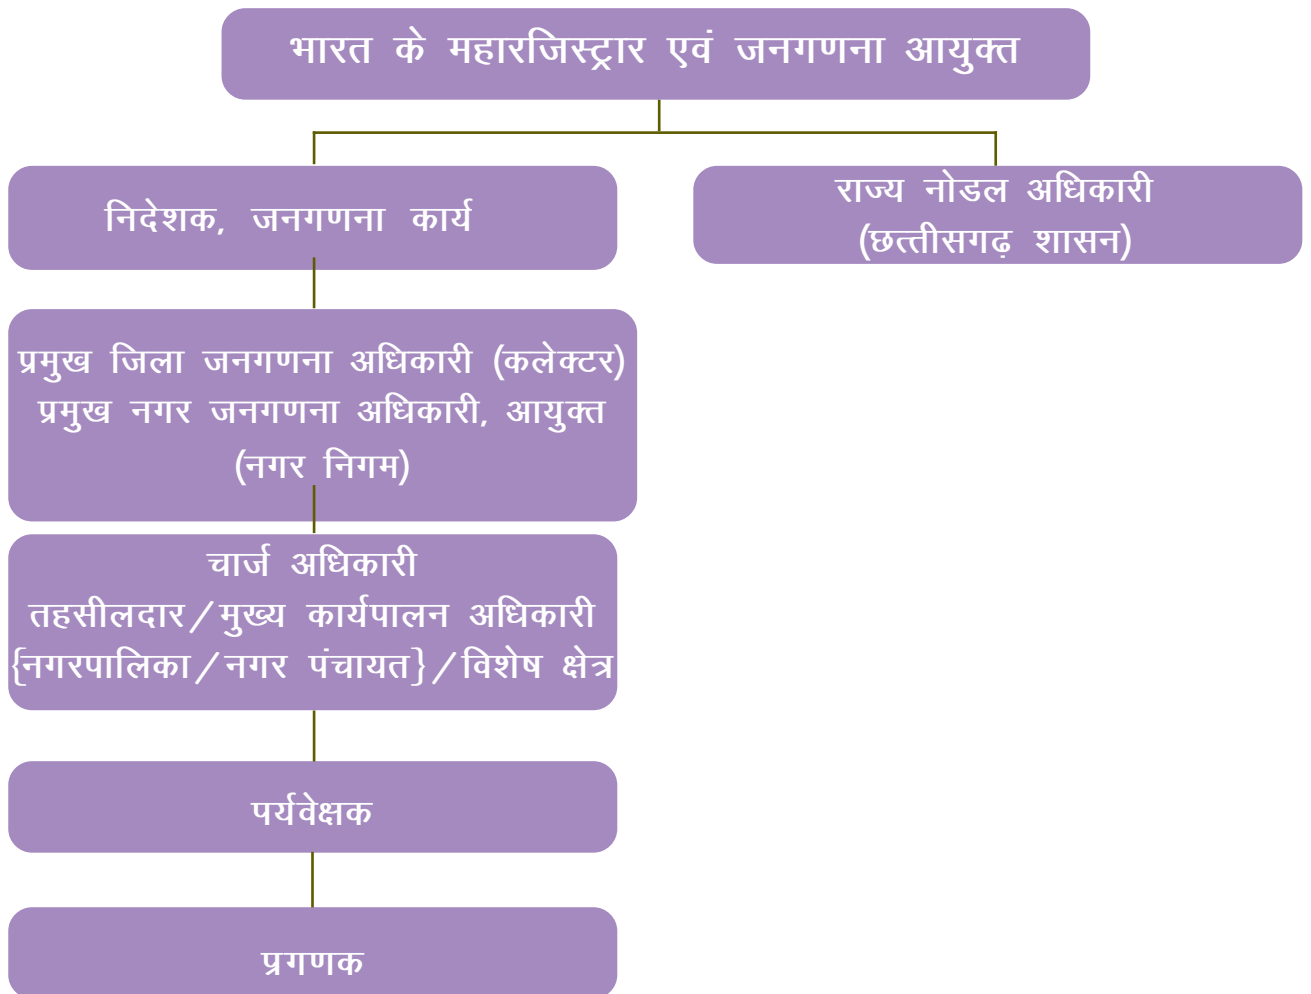 भारत के महारजिस्ट्रार एवं जनगणना आयुक्त
निदेशक, जनगणना कार्य
राज्य नोडल अधिकारी
(छत्तीसगढ़ शासन)
प्रमुख जिला जनगणना अधिकारी (कलेक्टर)
प्रमुख नगर जनगणना अधिकारी, आयुक्त
(नगर निगम)
चार्ज अधिकारी
तहसीलदार/मुख्य कार्यपालन अधिकारी
{नगरपालिका/नगर पंचायत}/विशेष क्षेत्र
पर्यवेक्षक
प्रगणक